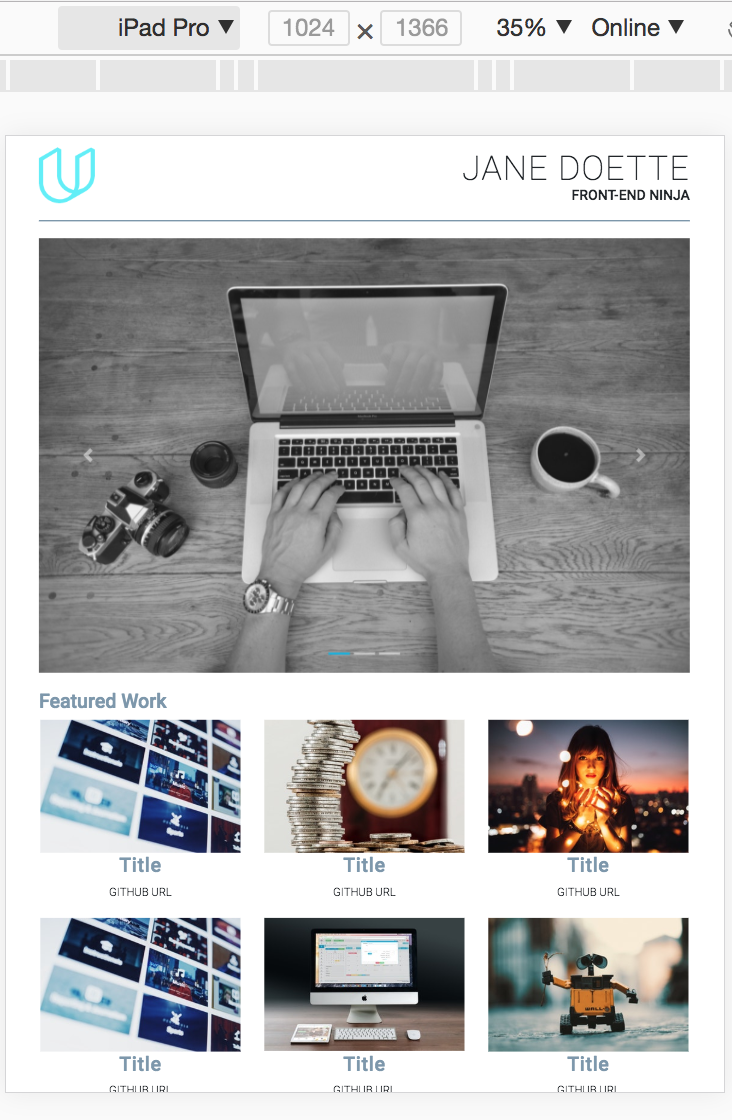 iPad Pro ▼ 1024 × 1366 35% ▼ Online ▼
JANE DOETTE
FRONT-END NINJA
Featured Work
Title Title Title
GITHUB URL GITHUB URL GITHUB URL
WALL-E
Title Title Title
GITHUB URL GITHUB URL GITHUB URL